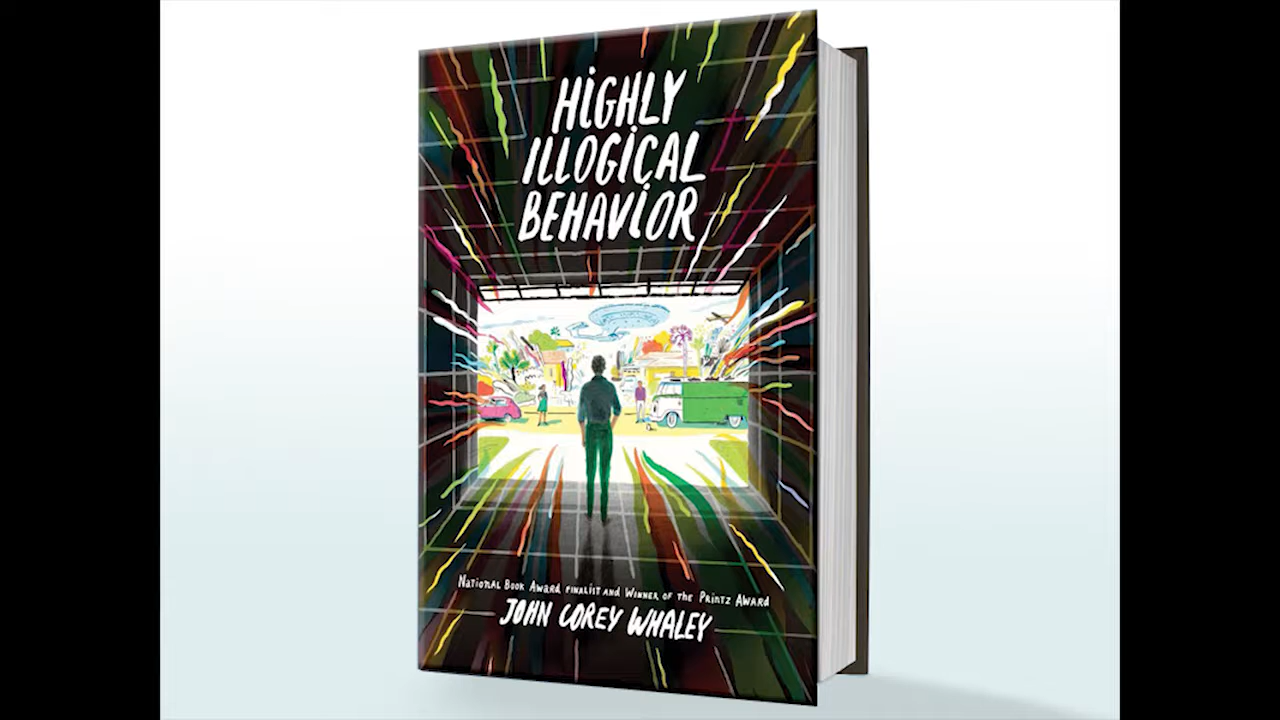 HiGHLY
ILLOGiCAL
BEHAViOR
National Book Award finalist and Winner of the Printz Award
John Corey Whaley